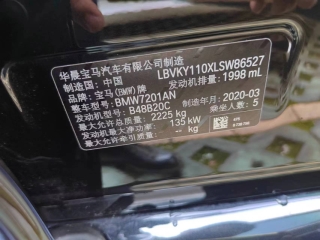 华晨宝马汽车有限公司制造
制造国：中国 LBVKY110XLSW86527
品牌：宝马(BMW)牌 发动机排量：1998 mL
整车型号：BMW7201AN
发动机型号：B48B20C 制造年月：2020-03
最大允许总质量：2225 kg 乘坐人数：5
发动机最大净功率：135 kW
最大允许牵引质量：-- kg